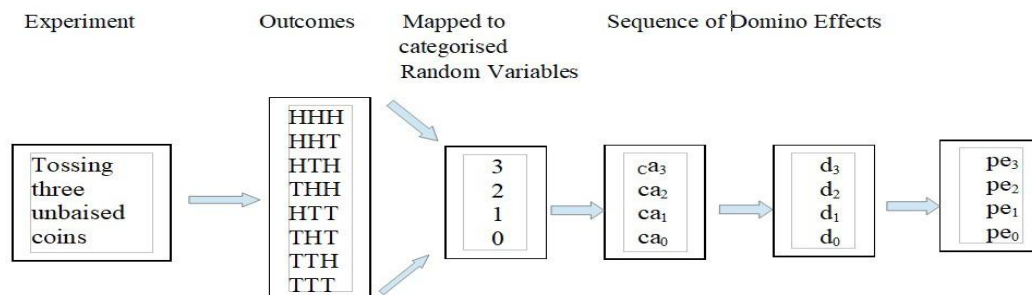 Experiment
Outcomes
Mapped to
categorised
Random Variables
Sequence of Domino Effects
Tossing
three
unbaised
coins
HHH
HHT
HTH
THH
HTT
THT
TTH
TTT
3
2
1
0
ca₃
ca₂
ca₁
ca₀
d₃
d₂
d₁
d₀
pe₃
pe₂
pe₁
pe₀